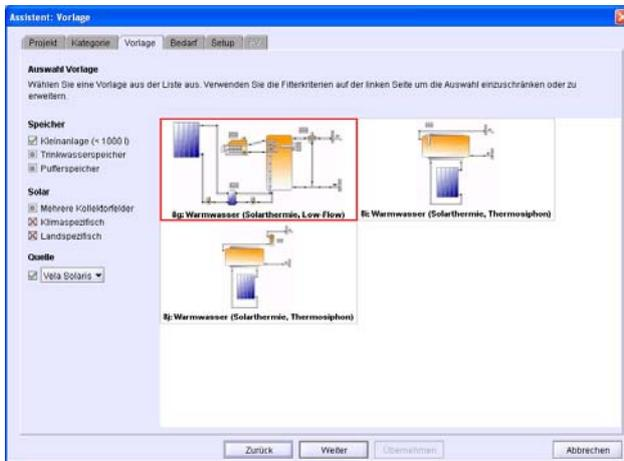 Assistent: Vorlage
Projekt Kategorie Vorlage Bedarf Setup
Auswahl Vorlage
Wählen Sie eine Vorlage aus der Liste aus. Verwenden Sie die Filterkriterien auf der linken Seite um die Auswahl einzuschränken oder zu
erweitern.
Speicher
Kleinanlage (< 1000 l)
Trinkwasserspeicher
Pufferspeicher
Solar
Mehrere Kollektorfelder
Klimaspezifisch
Landspezifisch
Quelle
Vela Solaris
8g: Warmwasser (Solarthermie, Low-Flow)
8i: Warmwasser (Solarthermie, Thermosiphon)
8j: Warmwasser (Solarthermie, Thermosiphon)
Zurück Weiter Übernehmen Abbrechen